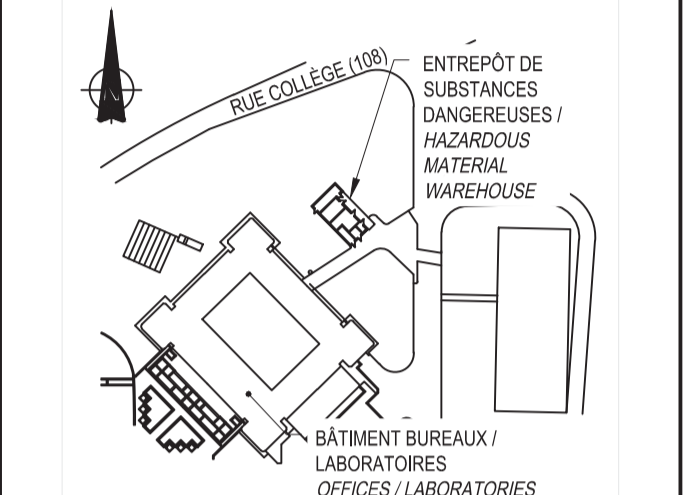 N
RUE COLLÈGE (108)
ENTREPÔT DE
SUBSTANCES
DANGEREUSES /
HAZARDOUS
MATERIAL
WAREHOUSE
BÂTIMENT BUREAUX /
LABORATOIRES
OFFICES / LABORATORIES